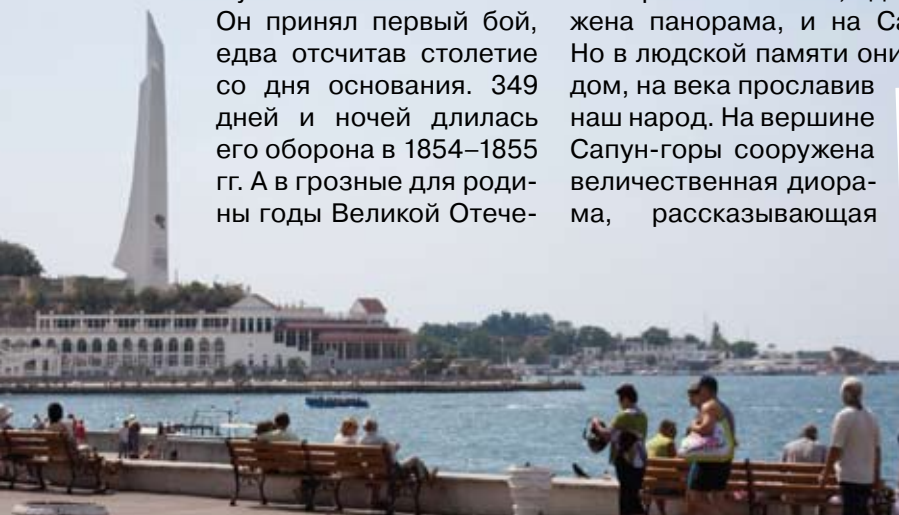 Он принял первый бой,
едва отсчитав столетие
со дня основания. 349
дней и ночей длилась
его оборона в 1854–1855
гг. А в грозные для роди-
ны годы Великой Отече-
жена панорама, и на Са
Но в людской памяти они
дом, на века прославив
наш народ. На вершине
Сапун-горы сооружена
величественная диора-
ма, рассказывающая